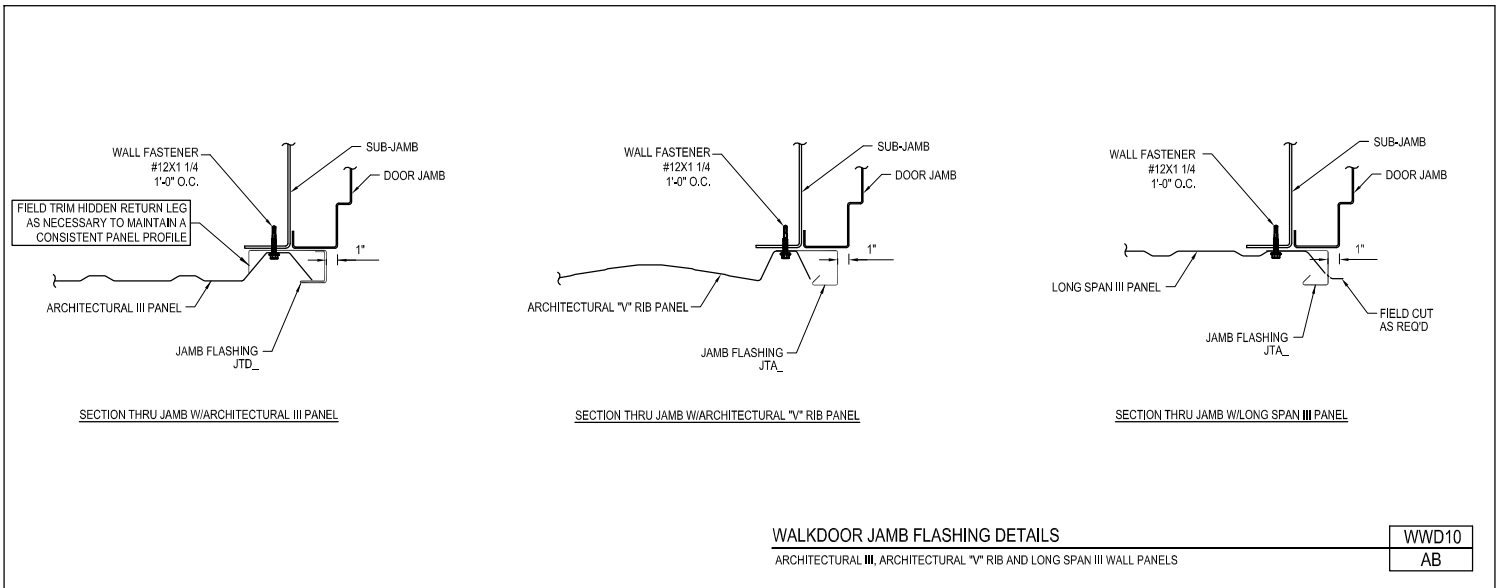 WALL FASTENER
#12X1 1/4
1'-0" O.C.
SUB-JAMB
DOOR JAMB
FIELD TRIM HIDDEN RETURN LEG
AS NECESSARY TO MAINTAIN A
CONSISTENT PANEL PROFILE
1"
ARCHITECTURAL III PANEL
JAMB FLASHING
JTD_
SECTION THRU JAMB W/ARCHITECTURAL III PANEL
WALL FASTENER
#12X1 1/4
1'-0" O.C.
SUB-JAMB
DOOR JAMB
1"
ARCHITECTURAL "V" RIB PANEL
JAMB FLASHING
JTA_
SECTION THRU JAMB W/ARCHITECTURAL "V" RIB PANEL
WALL FASTENER
#12X1 1/4
1'-0" O.C.
SUB-JAMB
DOOR JAMB
1"
LONG SPAN III PANEL
FIELD CUT
AS REQ'D
JAMB FLASHING
JTA_
SECTION THRU JAMB W/LONG SPAN III PANEL
WALKDOOR JAMB FLASHING DETAILS
ARCHITECTURAL III, ARCHITECTURAL "V" RIB AND LONG SPAN III WALL PANELS
WWD10
AB